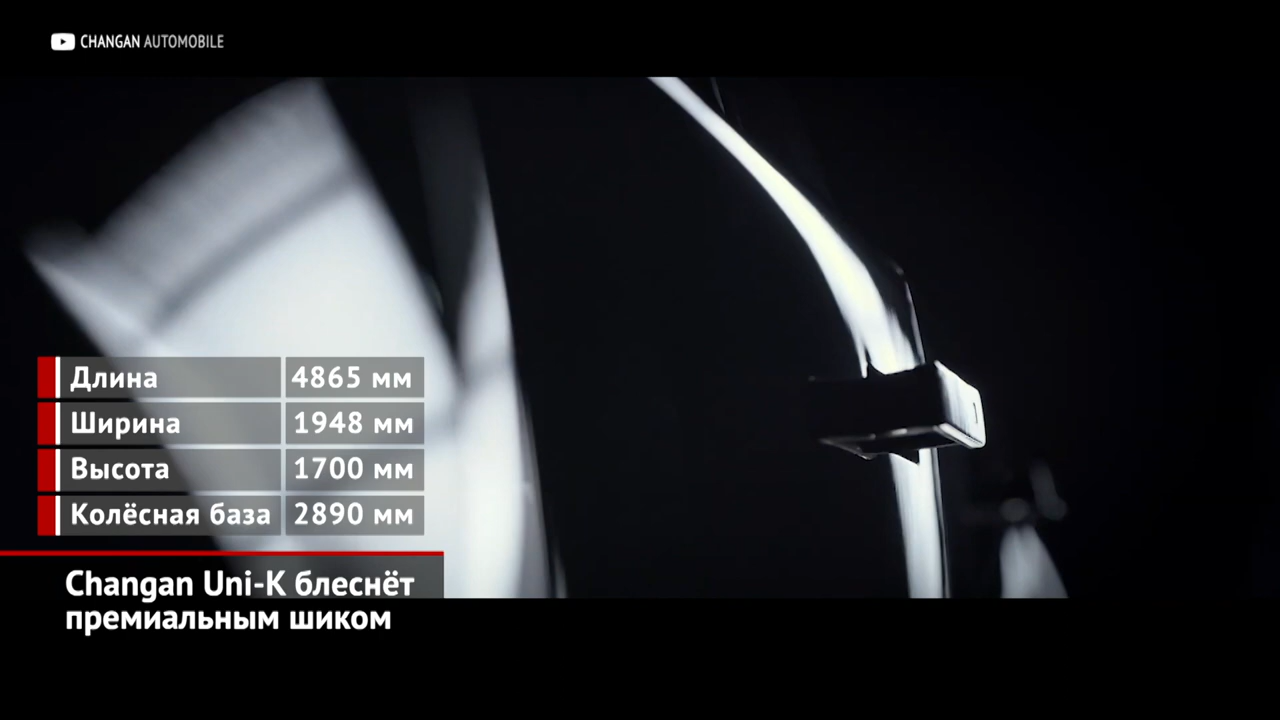 CHANGAN AUTOMOBILE
Длина 4865 мм
Ширина 1948 мм
Высота 1700 мм
Колёсная база 2890 мм
Changan Uni-K блеснёт
премиальным шиком